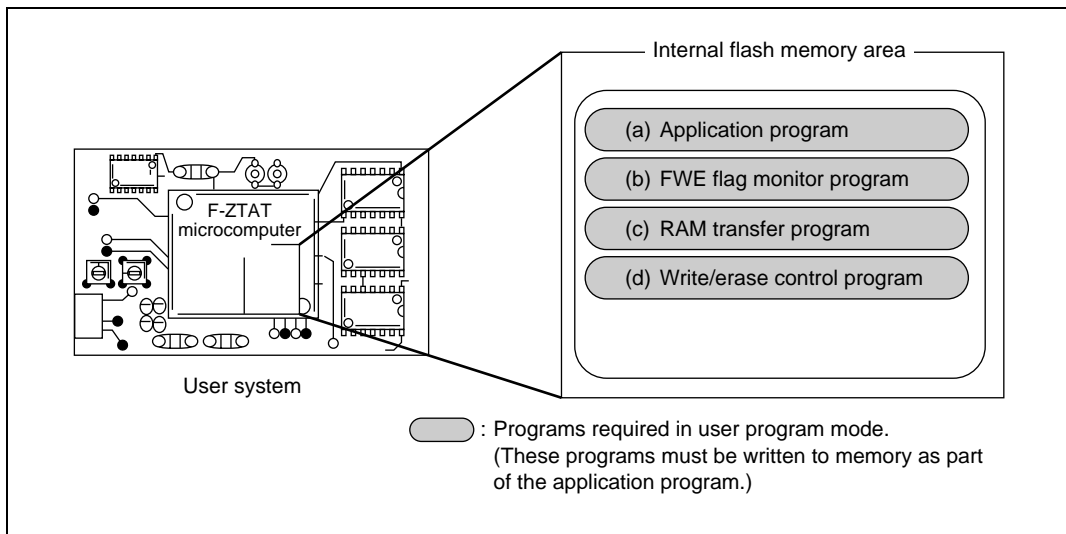 Internal flash memory area
(a) Application program
(b) FWE flag monitor program
(c) RAM transfer program
(d) Write/erase control program
F-ZTAT
microcomputer
User system
: Programs required in user program mode.
(These programs must be written to memory as part
of the application program.)